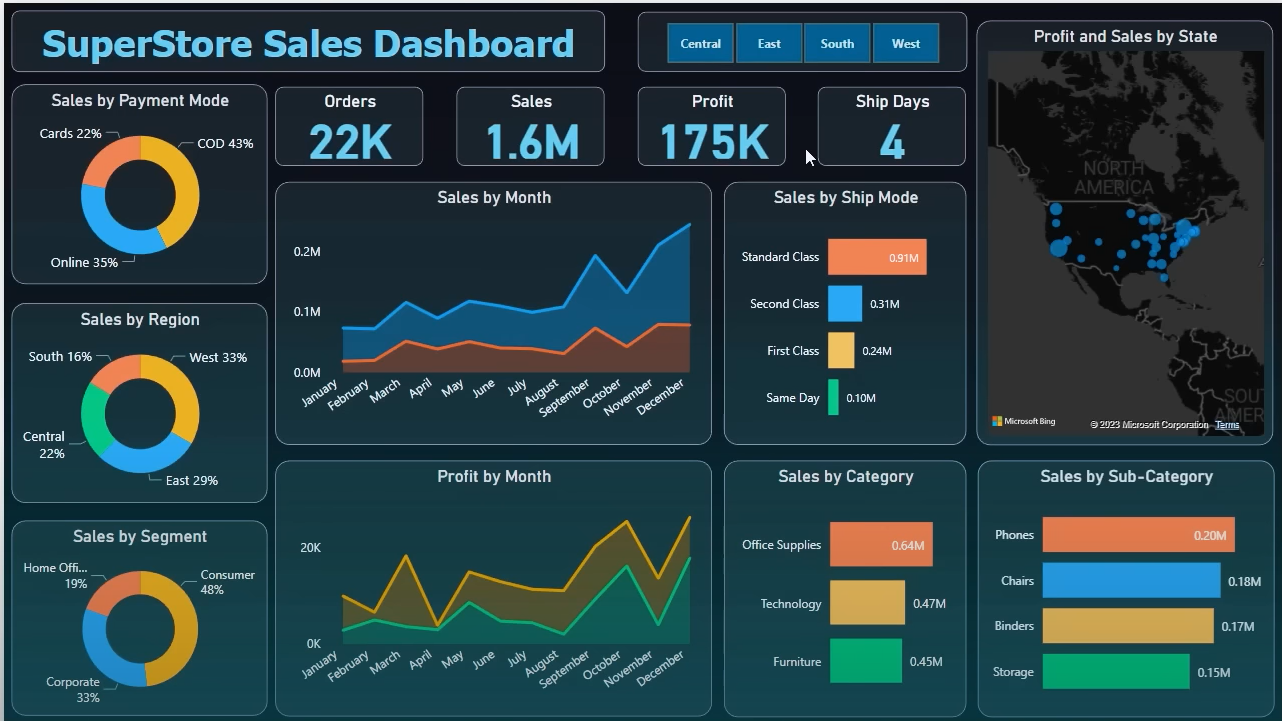 SuperStore Sales Dashboard
Central
East
South
West
Profit and Sales by State
Sales by Payment Mode
Cards 22%
COD 43%
Online 35%
Orders
22K
Sales
1.6M
Profit
175K
Ship Days
4
NORTH
AMERICA
SOU
AMER
Microsoft Bing
© 2023 Microsoft Corporation
Terms
Sales by Month
0.2M
0.1M
0.0M
January
February
March
April
May
June
July
August
September
October
November
December
Sales by Ship Mode
Standard Class
0.91M
Second Class
0.31M
First Class
0.24M
Same Day
0.10M
Sales by Region
South 16%
West 33%
Central
22%
East 29%
Sales by Segment
Home Offi...
19%
Consumer
48%
Corporate
33%
Profit by Month
20K
0K
January
February
March
April
May
June
July
August
September
October
November
December
Sales by Category
Office Supplies
0.64M
Technology
0.47M
Furniture
0.45M
Sales by Sub-Category
Phones
0.20M
Chairs
0.18M
Binders
0.17M
Storage
0.15M